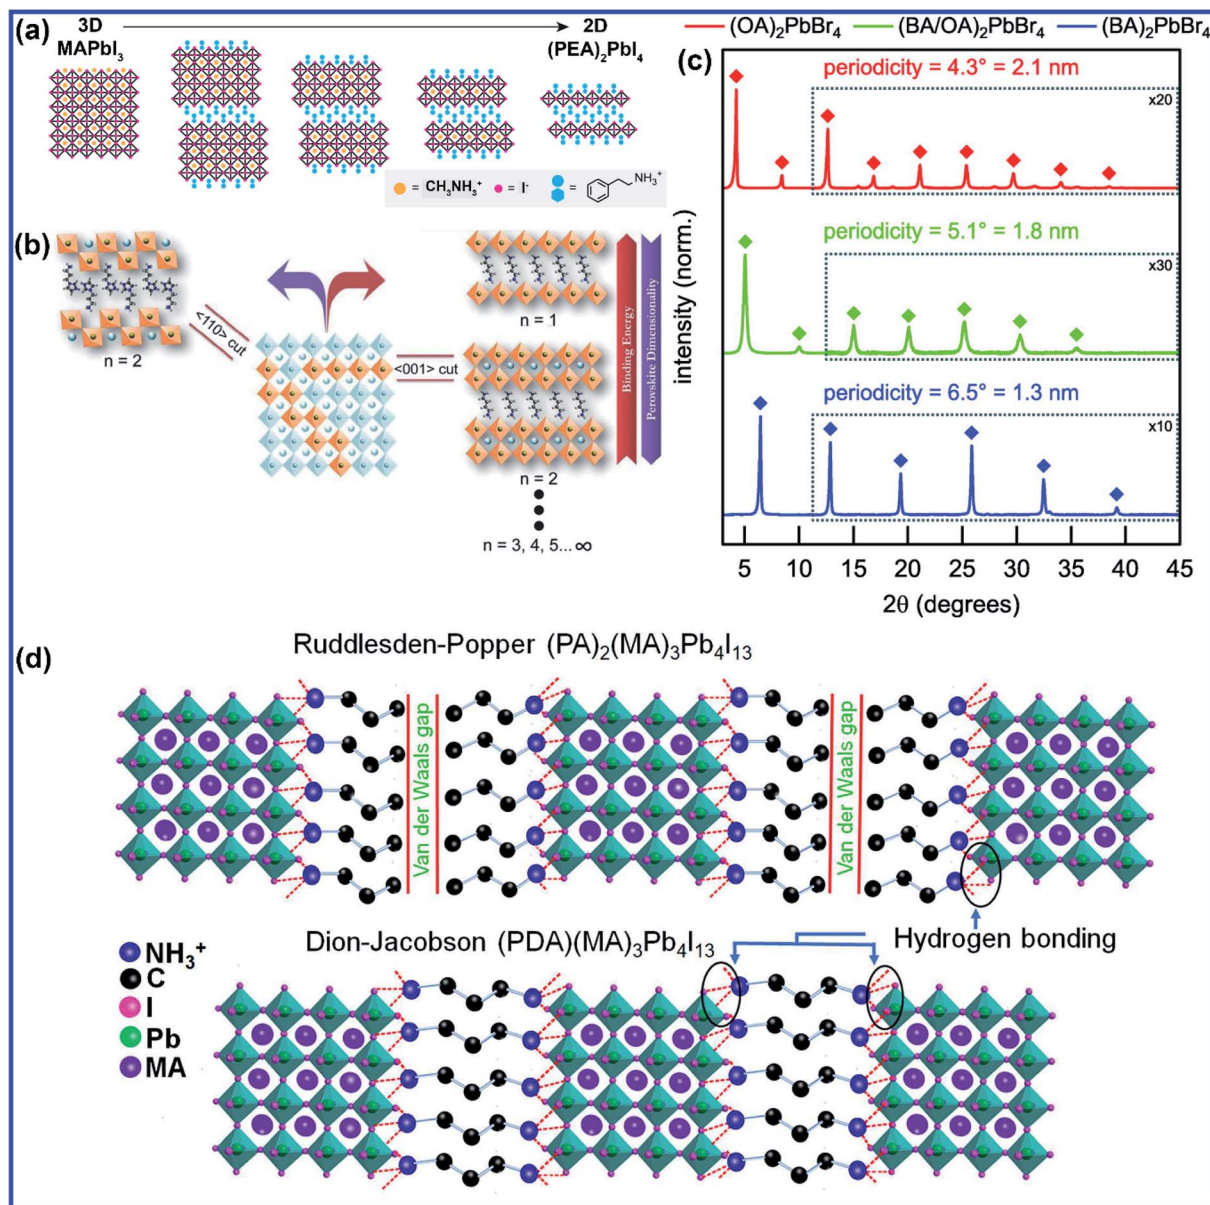 (a)
3D
MAPbI3
2D
(PEA)2PbI4
= CH3NH3+
= I-
=
NH3+
(b)
n = 2
<110> cut
<001> cut
n = 1
n = 2
n = 3, 4, 5... ∞
Binding Energy
Perovskite Dimensionality
(OA)2PbBr4
(BA/OA)2PbBr4
(BA)2PbBr4
(c)
periodicity = 4.3° = 2.1 nm
x20
periodicity = 5.1° = 1.8 nm
x30
periodicity = 6.5° = 1.3 nm
x10
intensity (norm.)
5 10 15 20 25 30 35 40 45
2θ (degrees)
(d)
Ruddlesden-Popper (PA)2(MA)3Pb4I13
Van der Waals gap
Van der Waals gap
Hydrogen bonding
Dion-Jacobson (PDA)(MA)3Pb4I13
NH3+
C
I
Pb
MA